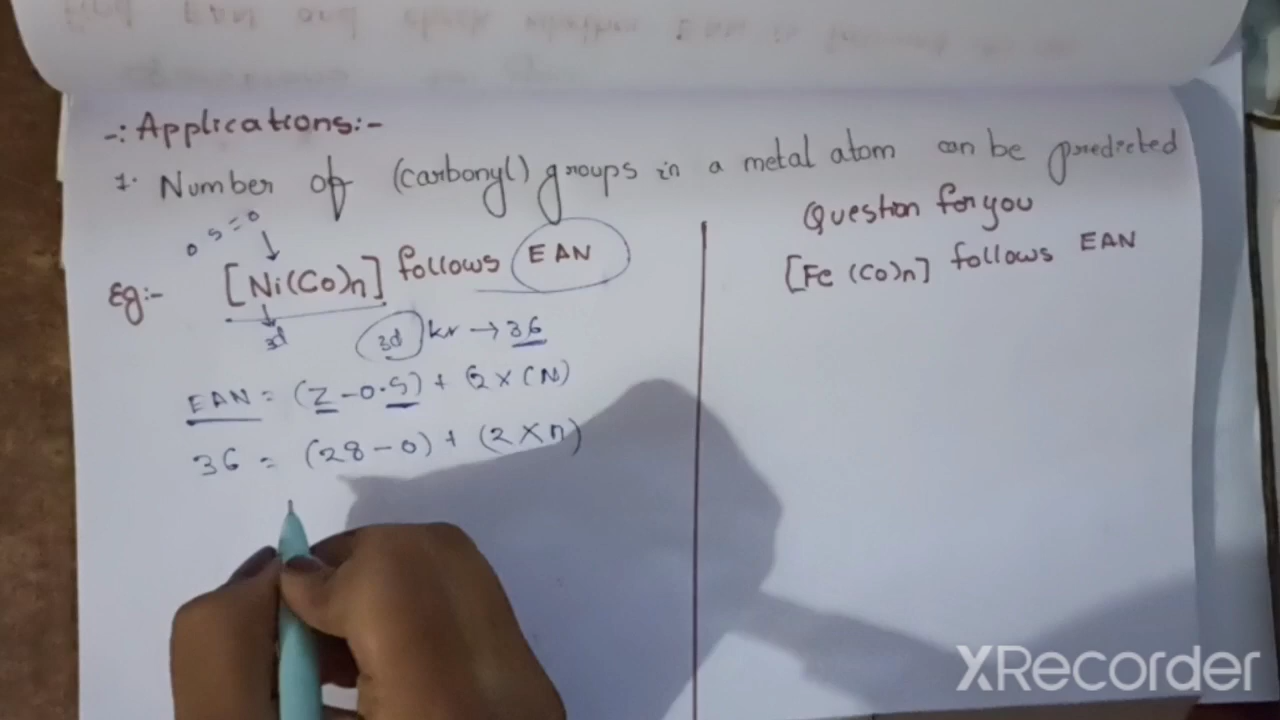 -: Applications:-
1. Number of (carbonyl) groups in a metal atom can be predicted
O S = 0
Eg:- [Ni(Co)n] follows EAN
3d
3d kr → 36
EAN = (Z - O.S) + 2 × (N)
36 = (28 - 0) + (2 × n)
Question for you
[Fe (Co)n] follows EAN
XRecorder